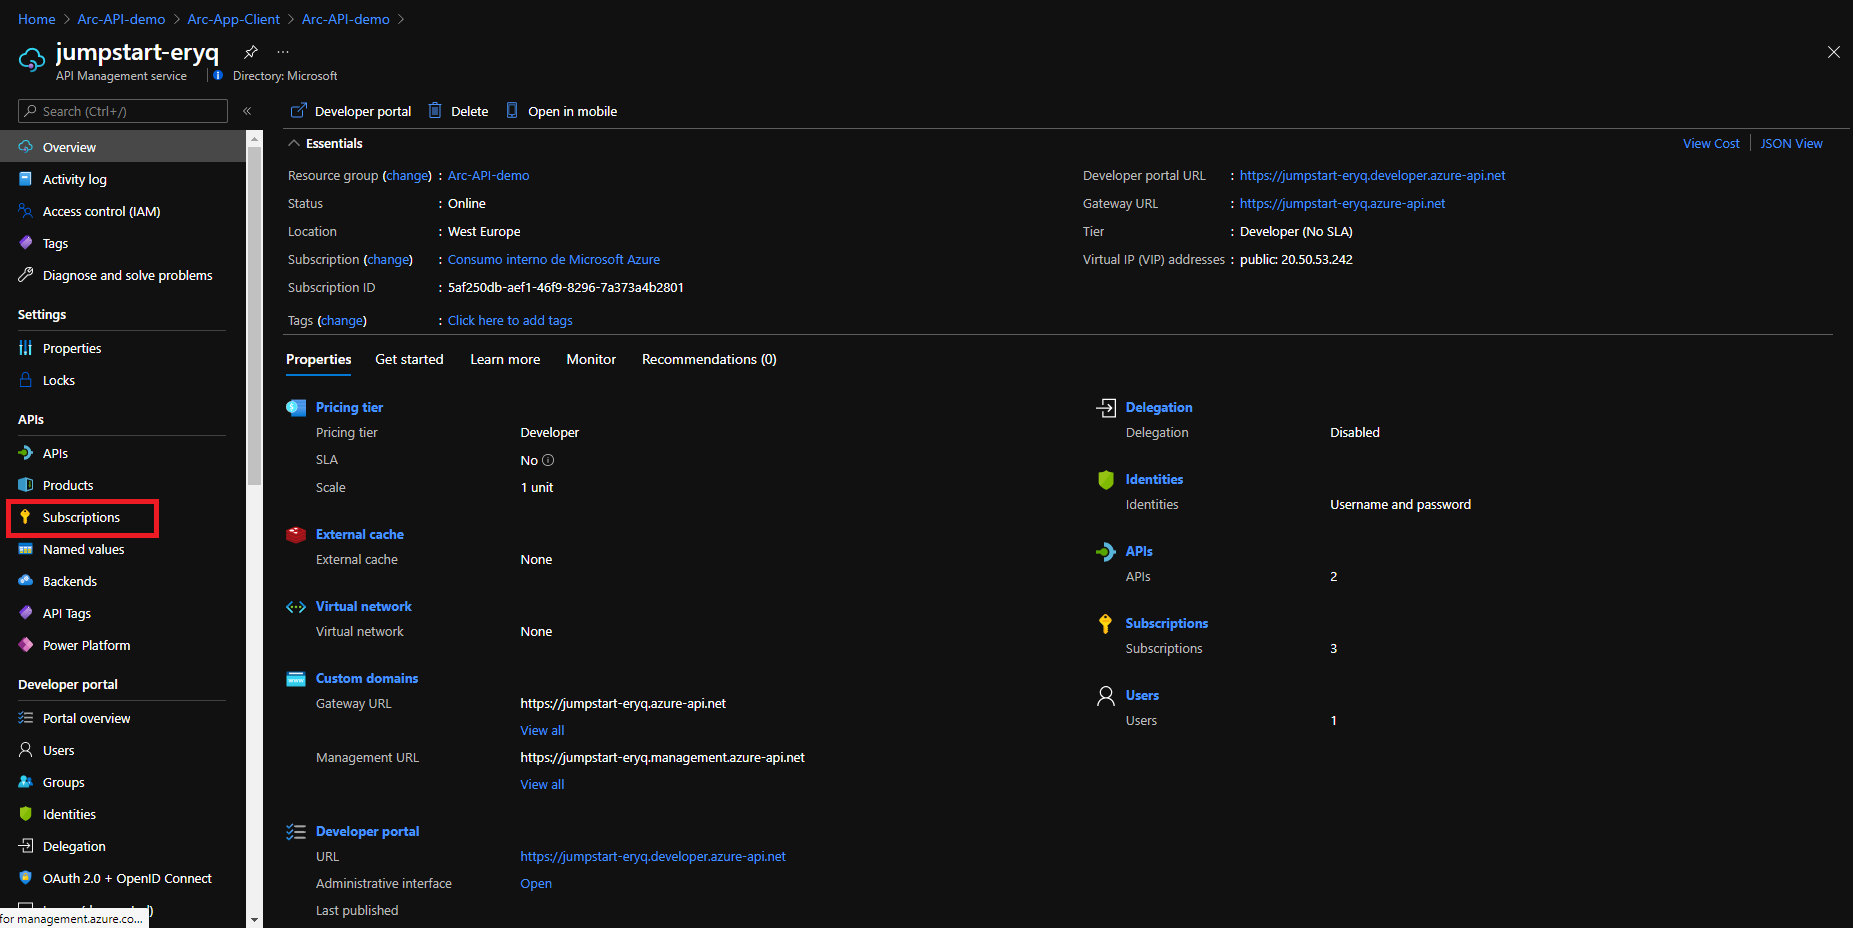 Home > Arc-API-demo > Arc-App-Client > Arc-API-demo >
jumpstart-eryq
API Management service
Directory: Microsoft
Search (Ctrl+/)
Overview
Activity log
Access control (IAM)
Tags
Diagnose and solve problems
Settings
Properties
Locks
APIs
APIs
Products
Subscriptions
Named values
Backends
API Tags
Power Platform
Developer portal
Portal overview
Users
Groups
Identities
Delegation
OAuth 2.0 + OpenID Connect
for management.azure.co...
Developer portal
Delete
Open in mobile
Essentials
View Cost
JSON View
Resource group (change) : Arc-API-demo
Status : Online
Location : West Europe
Subscription (change) : Consumo interno de Microsoft Azure
Subscription ID : 5af250db-aef1-46f9-8296-7a373a4b2801
Tags (change) : Click here to add tags
Developer portal URL : https://jumpstart-eryq.developer.azure-api.net
Gateway URL : https://jumpstart-eryq.azure-api.net
Tier : Developer (No SLA)
Virtual IP (VIP) addresses : public: 20.50.53.242
Properties Get started Learn more Monitor Recommendations (0)
Pricing tier
Pricing tier Developer
SLA No
Scale 1 unit
External cache
External cache None
Virtual network
Virtual network None
Custom domains
Gateway URL https://jumpstart-eryq.azure-api.net
View all
Management URL https://jumpstart-eryq.management.azure-api.net
View all
Developer portal
URL https://jumpstart-eryq.developer.azure-api.net
Administrative interface Open
Last published
Delegation
Delegation Disabled
Identities
Identities Username and password
APIs
APIs 2
Subscriptions
Subscriptions 3
Users
Users 1